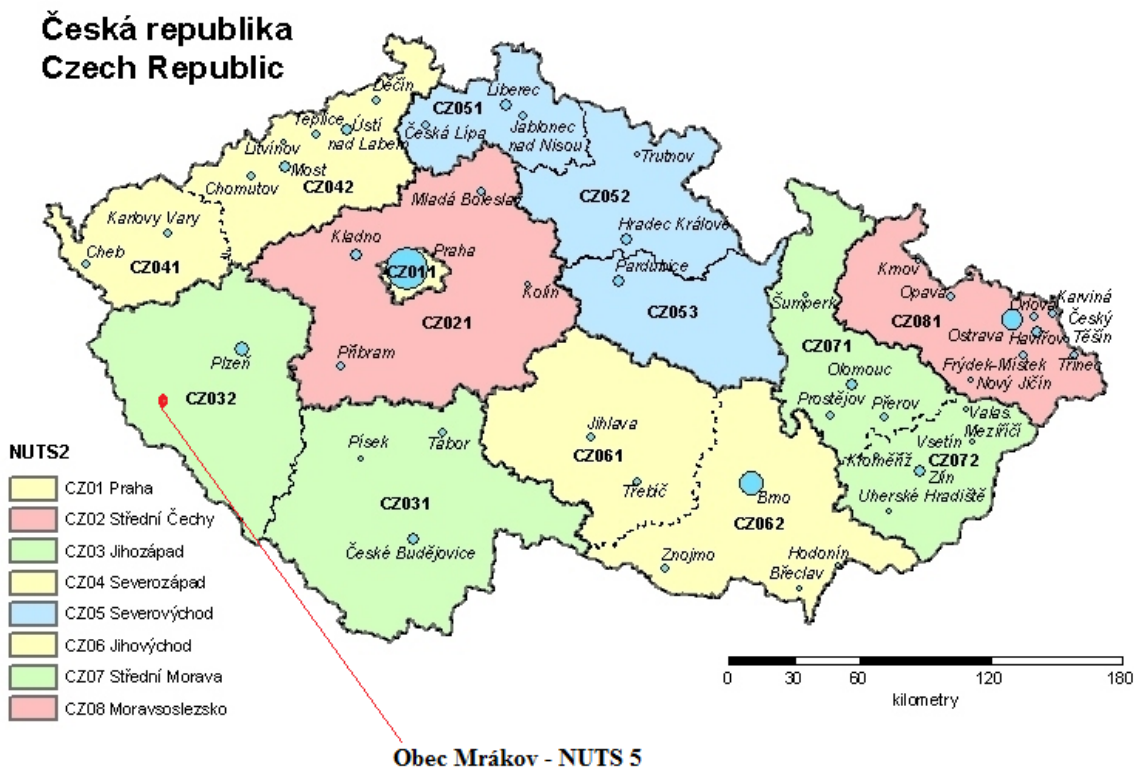 Česká republika
Czech Republic
Děčín
Liberec
CZ051
Teplice
Ústí
nad Labem
Česká Lípa
Jablonec
nad Nisou
Litvínov
Most
Trutnov
Chomutov
CZ042
Mladá Boleslav
CZ052
Karlovy Vary
Hradec Králové
Kladno
Praha
Cheb
CZ041
CZ011
Pardubice
Krnov
Kolín
Šumperk
Opava
Orlová
Karviná
Český
Těšín
CZ021
CZ053
CZ081
Ostrava
Havířov
CZ071
Plzeň
Příbram
Olomouc
Frýdek-Místek
Třinec
Nový Jičín
CZ032
Prostějov
Přerov
Valaš.
Meziříčí
Jihlava
Písek
Tábor
Vsetín
CZ061
Kroměříž
CZ072
Zlín
Třebíč
Brno
Uherské Hradiště
CZ031
CZ062
České Budějovice
Znojmo
Hodonín
Břeclav
NUTS2
CZ01 Praha
CZ02 Střední Čechy
CZ03 Jihozápad
CZ04 Severozápad
CZ05 Severovýchod
CZ06 Jihovýchod
CZ07 Střední Morava
CZ08 Moravsoslezsko
0 30 60 120 180
kilometry
Obec Mrákov - NUTS 5